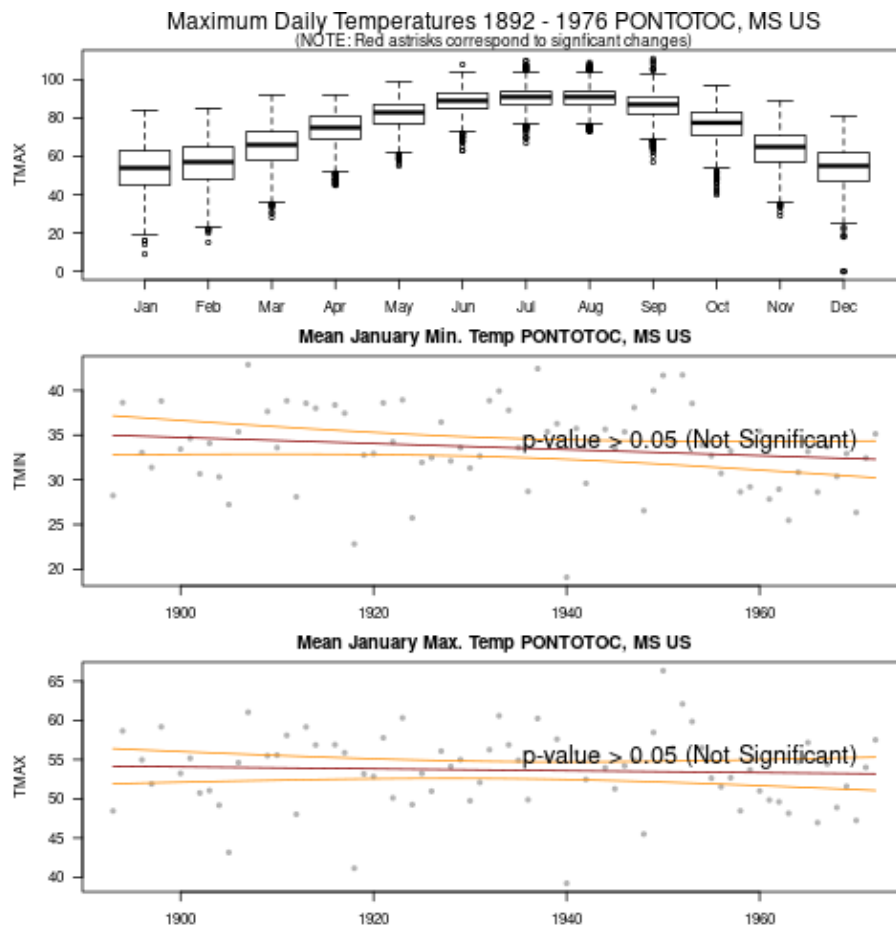 Maximum Daily Temperatures 1892 - 1976 PONTOTOC, MS US
(NOTE: Red astrisks correspond to signficant changes)
TMAX
100
80
60
40
20
0
Jan Feb Mar Apr May Jun Jul Aug Sep Oct Nov Dec
Mean January Min. Temp PONTOTOC, MS US
TMIN
40
35
30
25
20
p-value > 0.05 (Not Significant)
1900 1920 1940 1960
Mean January Max. Temp PONTOTOC, MS US
TMAX
65
60
55
50
45
40
p-value > 0.05 (Not Significant)
1900 1920 1940 1960